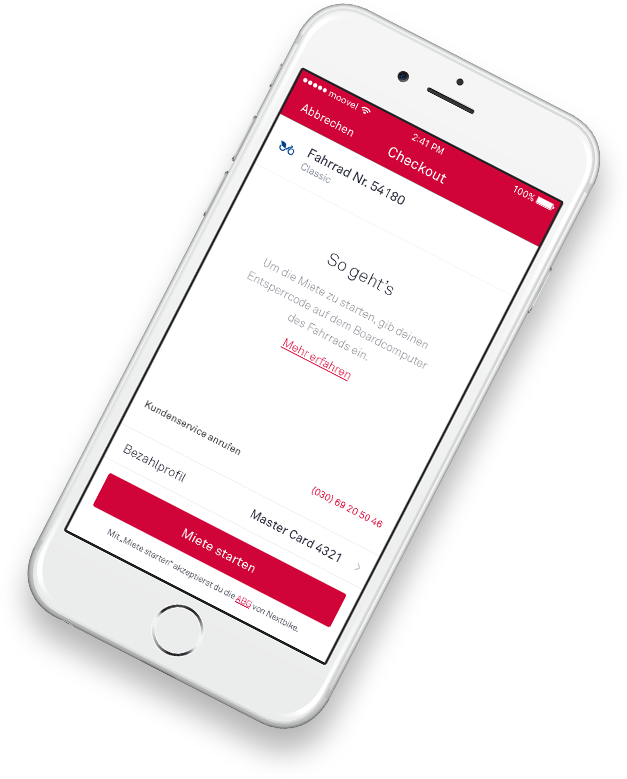 moovel
2:41 PM
100%
Abbrechen
Checkout
Fahrrad Nr. 54180
Classic
So geht's
Um die Miete zu starten, gib deinen
Entsperrcode auf dem Boardcomputer
des Fahrrads ein.
Mehr erfahren
Kundenservice anrufen
(030) 69 20 50 46
Bezahlprofil
Master Card 4321
Miete starten
Mit „Miete starten“ akzeptierst du die ABG von Nextbike.